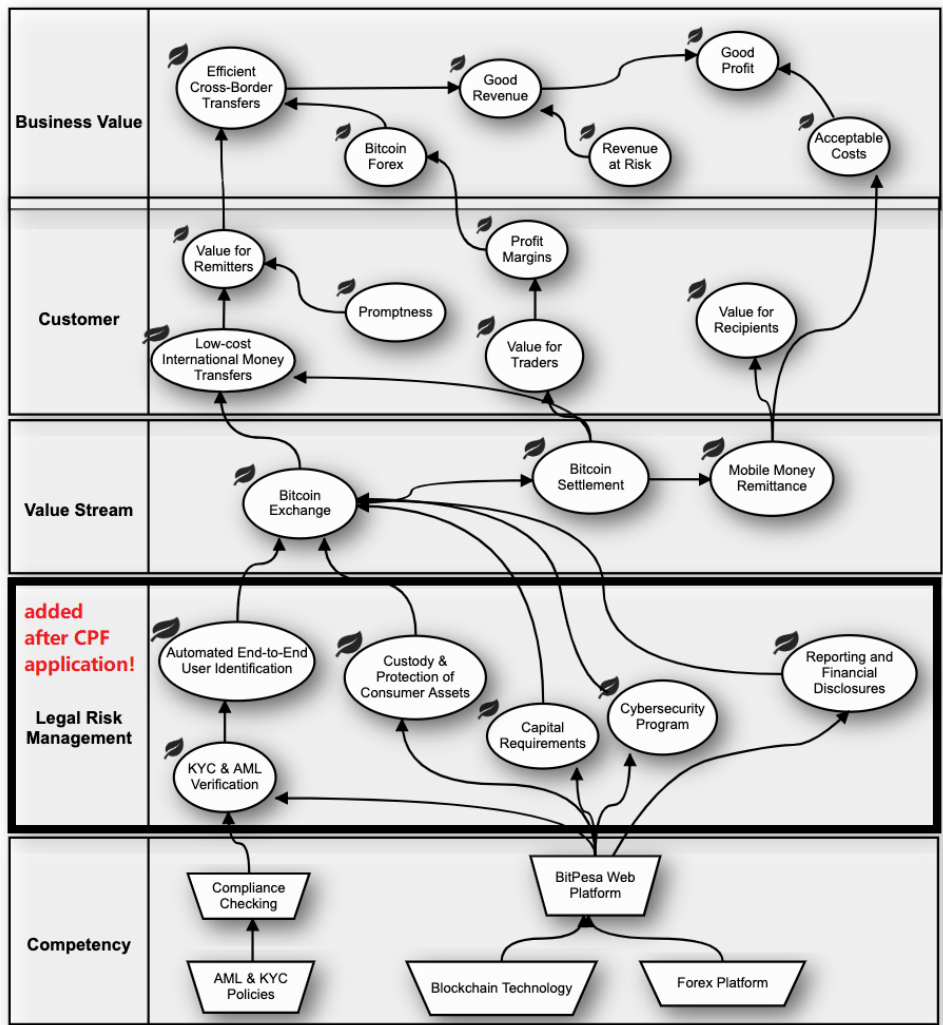 Business Value
Efficient
Cross-Border
Transfers
Good
Revenue
Good
Profit
Bitcoin
Forex
Revenue
at Risk
Acceptable
Costs
Customer
Value for
Remitters
Profit
Margins
Promptness
Value for
Recipients
Low-cost
International Money
Transfers
Value for
Traders
Value Stream
Bitcoin
Exchange
Bitcoin
Settlement
Mobile Money
Remittance
added
after CPF
application!
Legal Risk
Management
Automated End-to-End
User Identification
Custody &
Protection of
Consumer Assets
Reporting and
Financial
Disclosures
Capital
Requirements
Cybersecurity
Program
KYC & AML
Verification
Competency
Compliance
Checking
BitPesa Web
Platform
AML & KYC
Policies
Blockchain Technology
Forex Platform